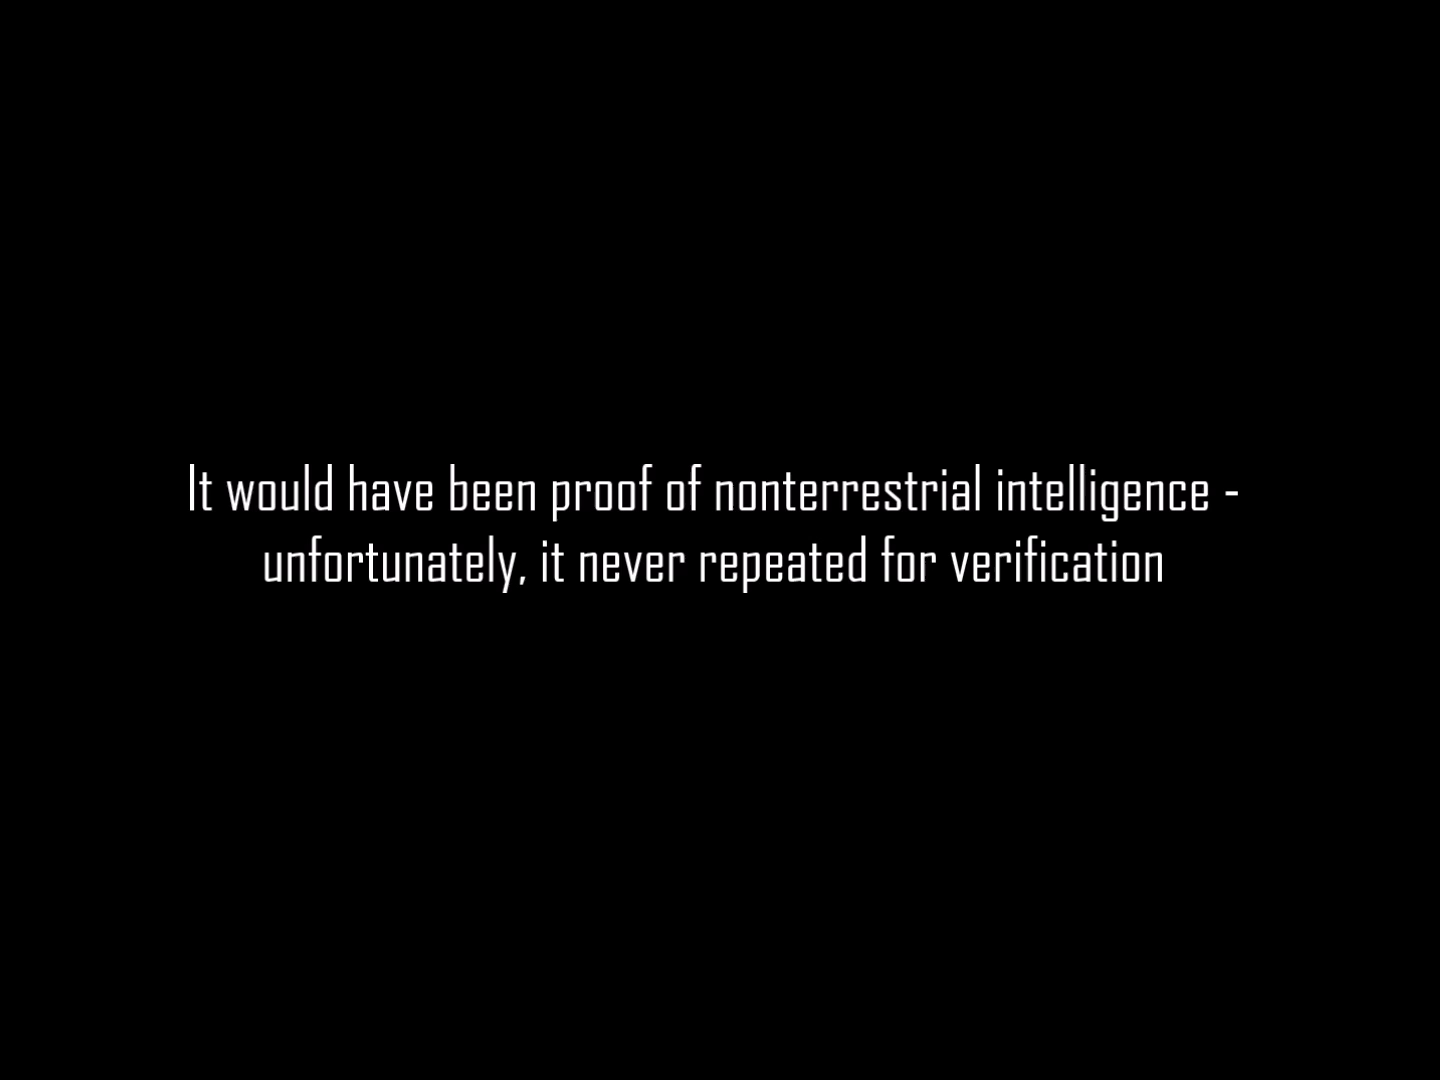 It would have been proof of nonterrestrial intelligence -
unfortunately, it never repeated for verification